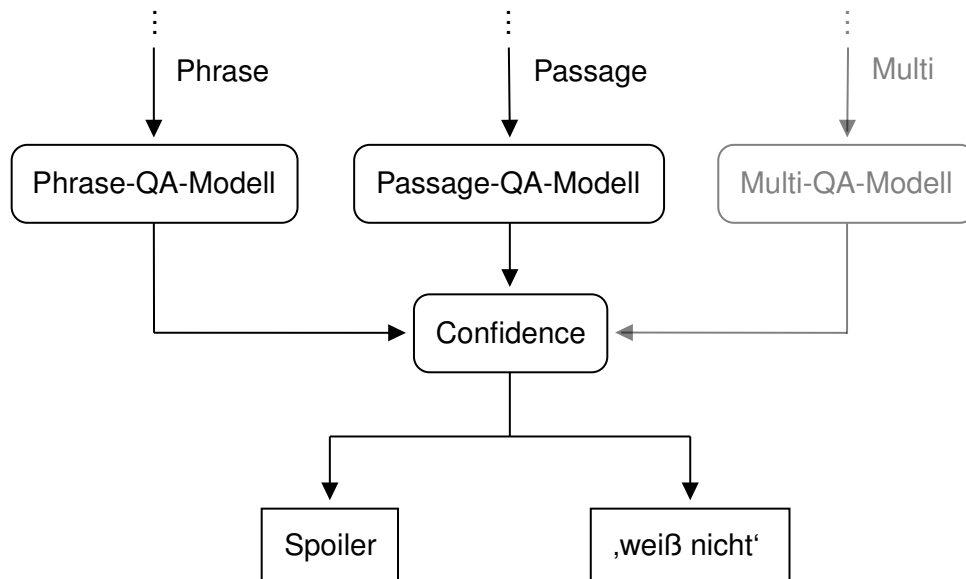 Phrase
Passage
Multi
Phrase-QA-Modell
Passage-QA-Modell
Multi-QA-Modell
Confidence
Spoiler
‚weiß nicht‘